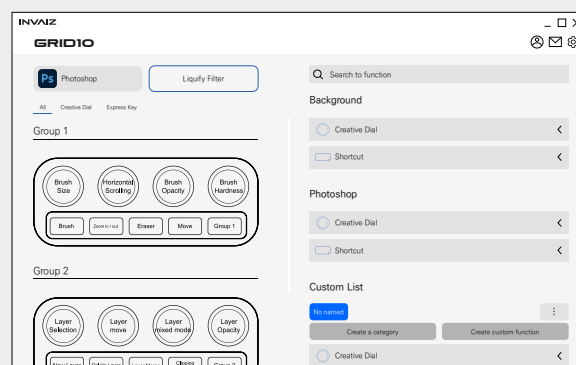 INVAIZ
GRID10
Ps Photoshop
Liquify Filter
All Creative Dial Express Key
Group 1
Brush Size
Horizontal Scrolling
Brush Opacity
Brush Hardness
Brush
Zoom in / out
Eraser
Move
Group 1
Group 2
Layer Selection
Layer move
Layer mixed mode
Layer Opacity
Clipping
Search to function
Background
Creative Dial
Shortcut
Photoshop
Creative Dial
Shortcut
Custom List
No named
Create a category
Create custom function
Creative Dial